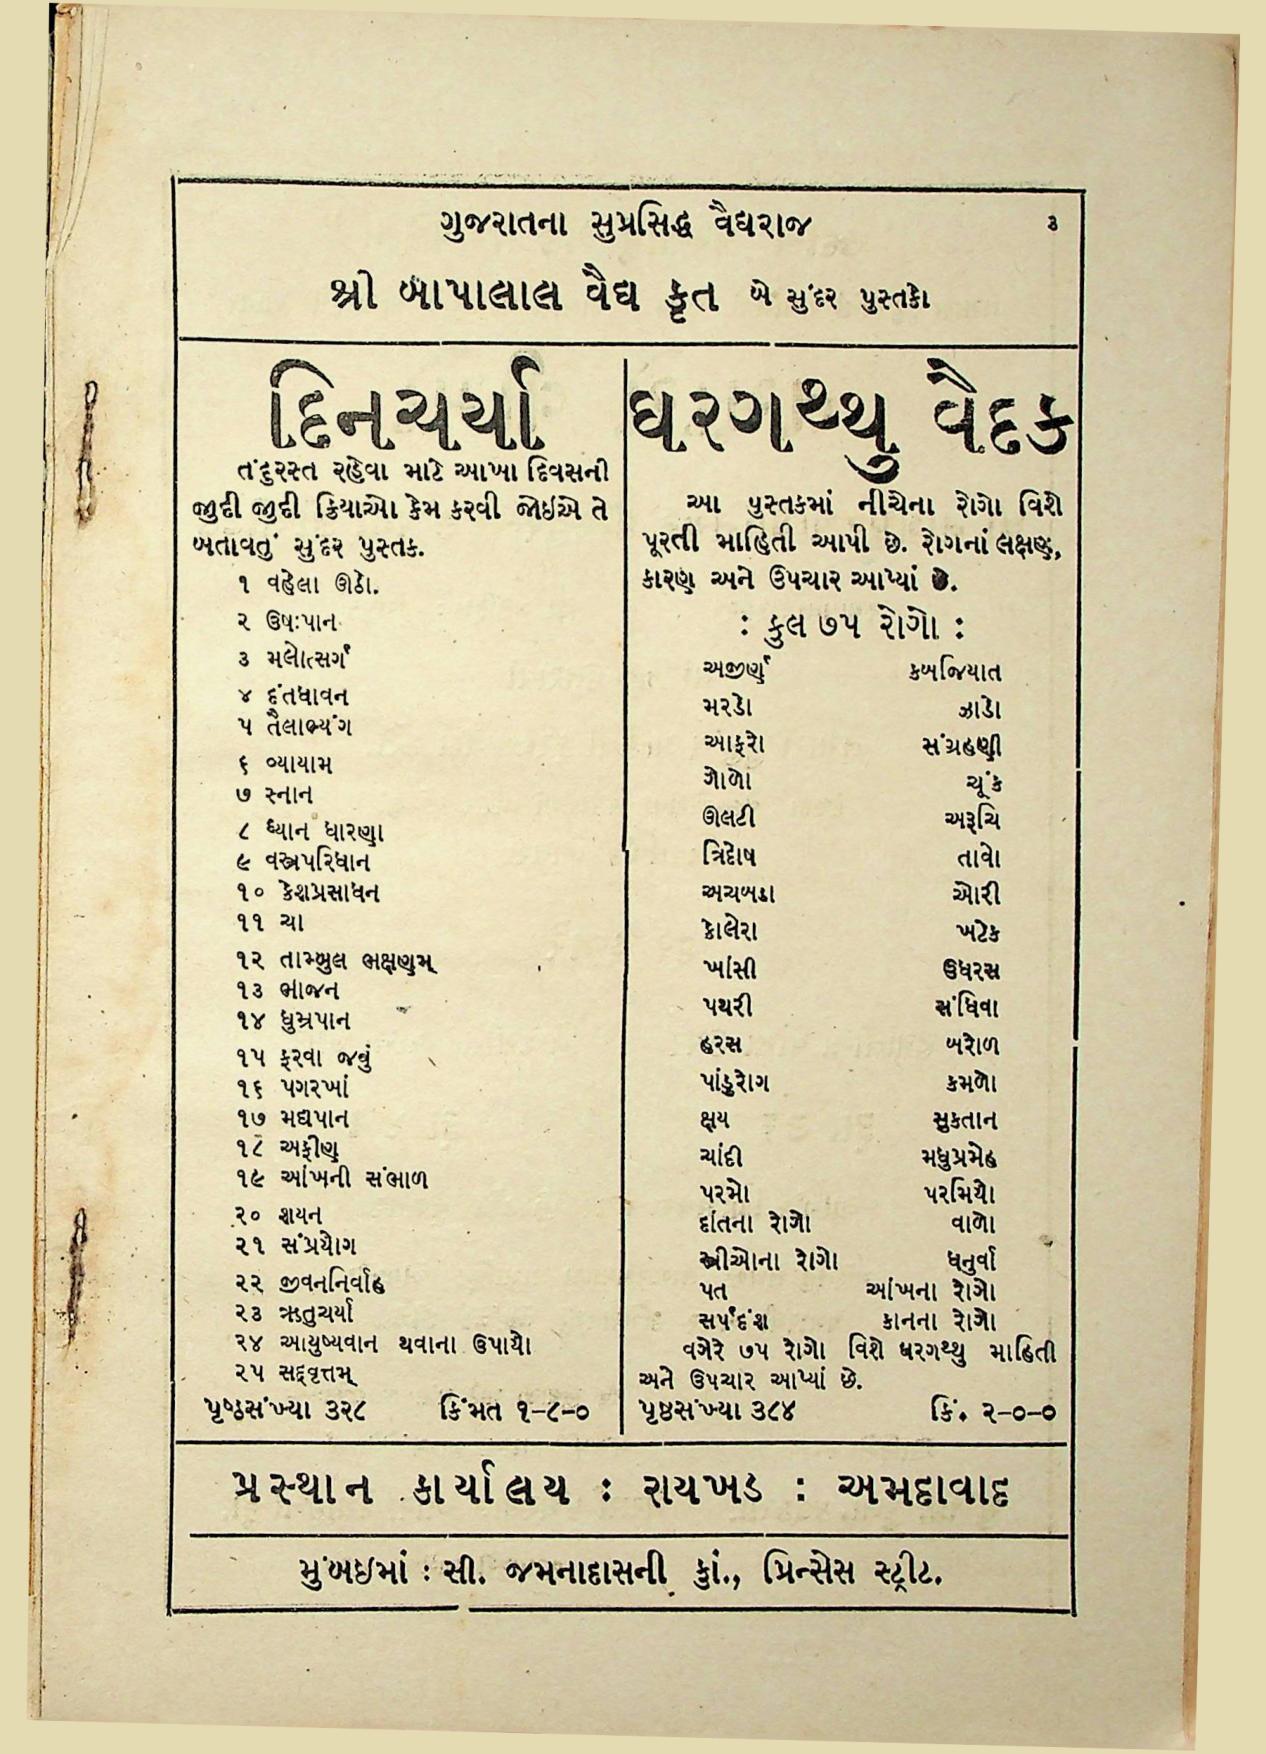 ગુજરાતના સુપ્રસિદ્ધ વૈદ્યરાજ
૩
શ્રી બાપાલાલ વૈદ્ય કૃત બે સુંદર પુસ્તકો
દિનચર્યા
તંદુરસ્ત રહેવા માટે આખા દિવસની
જુદી જુદી ક્રિયાઓ કેમ કરવી જોઇએ તે
બતાવતું સુંદર પુસ્તક.
૧ વહેલા ઊઠો.
૨ ઉષઃપાન
૩ મલોત્સર્ગ
૪ દંતધાવન
૫ તૈલાભ્યંગ
૬ વ્યાયામ
૭ સ્નાન
૮ ધ્યાન ધારણા
૯ વસ્ત્રપરિધાન
૧૦ કેશપ્રસાધન
૧૧ ચા
૧૨ તામ્બુલ ભક્ષણમ્
૧૩ ભોજન
૧૪ ધુમ્રપાન
૧૫ ફરવા જવું
૧૬ પગરખાં
૧૭ મદ્યપાન
૧૮ અફીણ
૧૯ આંખની સંભાળ
૨૦ શયન
૨૧ સંપ્રયોગ
૨૨ જીવનનિર્વાહ
૨૩ ઋતુચર્યા
૨૪ આયુષ્યવાન થવાના ઉપાયો
૨૫ સદ્દવૃત્તમ્
પૃષ્ઠસંખ્યા ૩૨૮ કિંમત ૧-૮-૦
ઘરગથ્થુ વૈદક
આ પુસ્તકમાં નીચેના રોગો વિશે
પૂરતી માહિતી આપી છે. રોગનાં લક્ષણ,
કારણ અને ઉપચાર આપ્યાં છે.
: કુલ ૭૫ રોગો :
અજીર્ણ કબજિયાત
મરડો ઝાડો
આફરો સંગ્રહણી
ગોળો ચૂંક
ઊલટી અરૂચિ
ત્રિદોષ તાવો
અચબડા ઓરી
કોલેરા ખટેક
ખાંસી ઉધરસ
પથરી સંધિવા
હરસ બરોળ
પાંડુરોગ કમળો
ક્ષય સુકતાન
ચાંદી મધુપ્રમેહ
પરમો પરમિયો
દાંતના રોગો વાળો
સ્ત્રીઓના રોગો ધનુર્વા
પત આંખના રોગો
સર્પદંશ કાનના રોગો
વગેરે ૭૫ રોગો વિશે ઘરગથ્થુ માહિતી
અને ઉપચાર આપ્યાં છે.
પૃષ્ઠસંખ્યા ૩૮૪ કિં. ૨-૦-૦
પ્રસ્થાન કાર્યાલય : રાયખડ : અમદાવાદ
મુંબઇમાં : સી. જમનાદાસની કાું., પ્રિન્સેસ સ્ટ્રીટ.